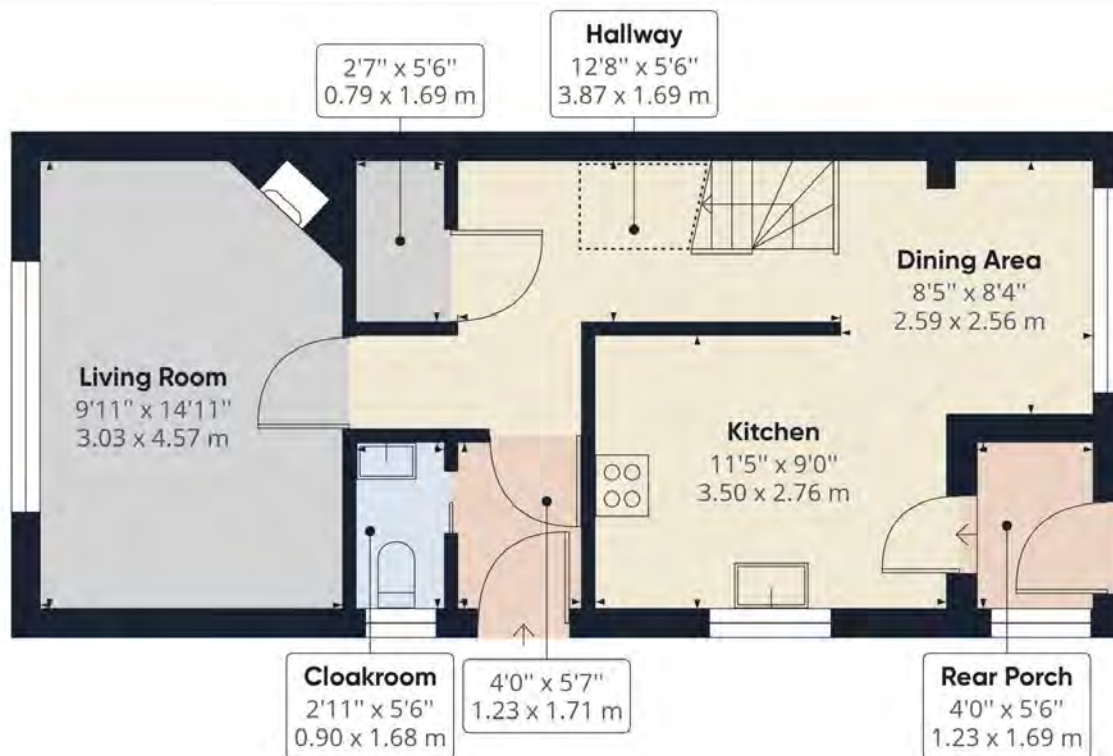 2'7" x 5'6"
0.79 x 1.69 m
Hallway
12'8" x 5'6"
3.87 x 1.69 m
Dining Area
8'5" x 8'4"
2.59 x 2.56 m
Living Room
9'11" x 14'11"
3.03 x 4.57 m
Kitchen
11'5" x 9'0"
3.50 x 2.76 m
Cloakroom
2'11" x 5'6"
0.90 x 1.68 m
4'0" x 5'7"
1.23 x 1.71 m
Rear Porch
4'0" x 5'6"
1.23 x 1.69 m